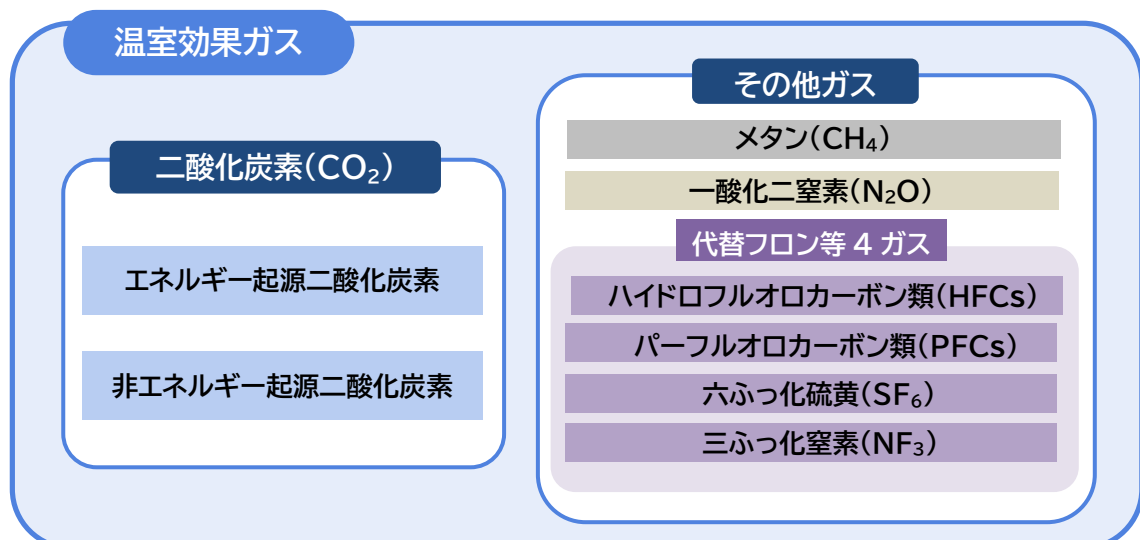 温室効果ガス
二酸化炭素(CO₂)
エネルギー起源二酸化炭素
非エネルギー起源二酸化炭素
その他ガス
メタン(CH₄)
一酸化二窒素(N₂O)
代替フロン等 4 ガス
ハイドロフルオロカーボン類(HFCs)
パーフルオロカーボン類(PFCs)
六ふっ化硫黄(SF₆)
三ふっ化窒素(NF₃)